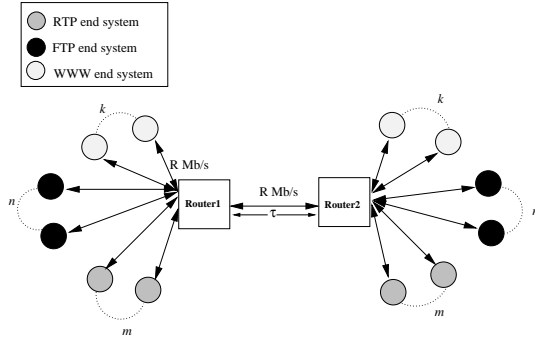 RTP end system
FTP end system
WWW end system
k
k
R Mb/s
n
Router1
R Mb/s
τ
Router2
n
m
m